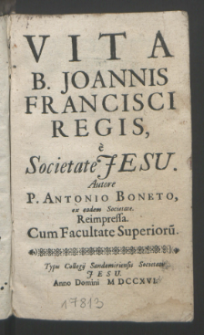 VITA
B. JOANNIS
FRANCISCI
REGIS,
è
Societate JESU.
Autore
P. ANTONIO BONETO,
ex eadem Societate.
Reimpressa.
Cum Facultate Superiorũ.
Typis Collegij Sandomiriensis Societatis
JESU.
Anno Domini MDCCXVI.
17813